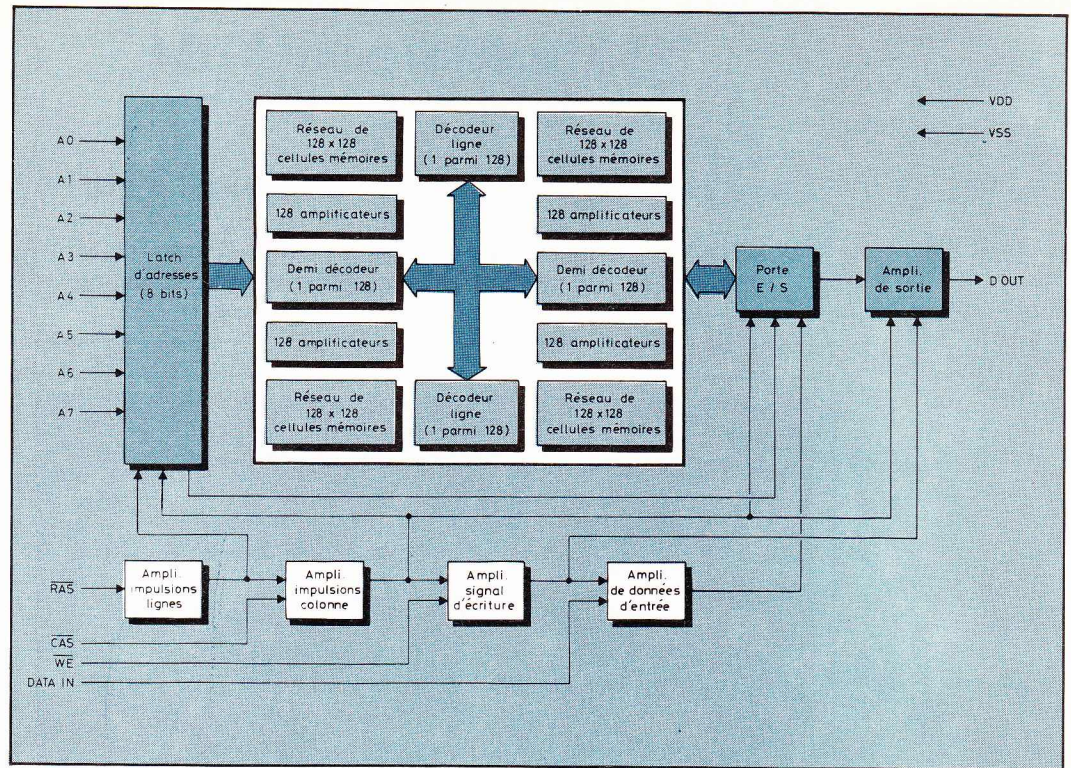 VDD
VSS
A0
A1
A2
A3
A4
A5
A6
A7
Latch
d'adresses
(8 bits)
Réseau de
128 x 128
cellules mémoires
Décodeur
ligne
(1 parmi 128)
Réseau de
128 x 128
cellules mémoires
128 amplificateurs
128 amplificateurs
Demi décodeur
(1 parmi 128)
Demi décodeur
(1 parmi 128)
128 amplificateurs
128 amplificateurs
Réseau de
128 x 128
cellules mémoires
Décodeur
ligne
(1 parmi 128)
Réseau de
128 x 128
cellules mémoires
Porte
E / S
Ampli.
de sortie
D OUT
RAS
Ampli.
impulsions
lignes
Ampli.
impulsions
colonne
Ampli.
signal
d'écriture
Ampli.
de données
d'entrée
CAS
WE
DATA IN